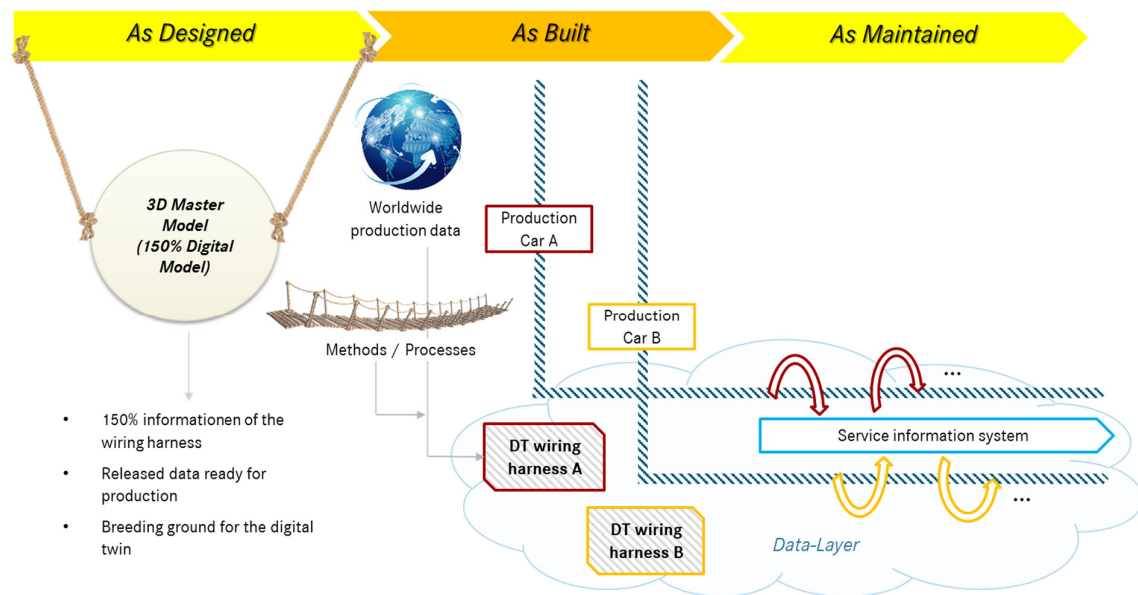 As Designed
As Built
As Maintained
3D Master
Model
(150% Digital
Model)
Worldwide
production data
Production
Car A
Production
Car B
Methods / Processes
• 150% informationen of the
wiring harness
• Released data ready for
production
• Breeding ground for the digital
twin
DT wiring
harness A
DT wiring
harness B
...
Service information system
...
Data-Layer